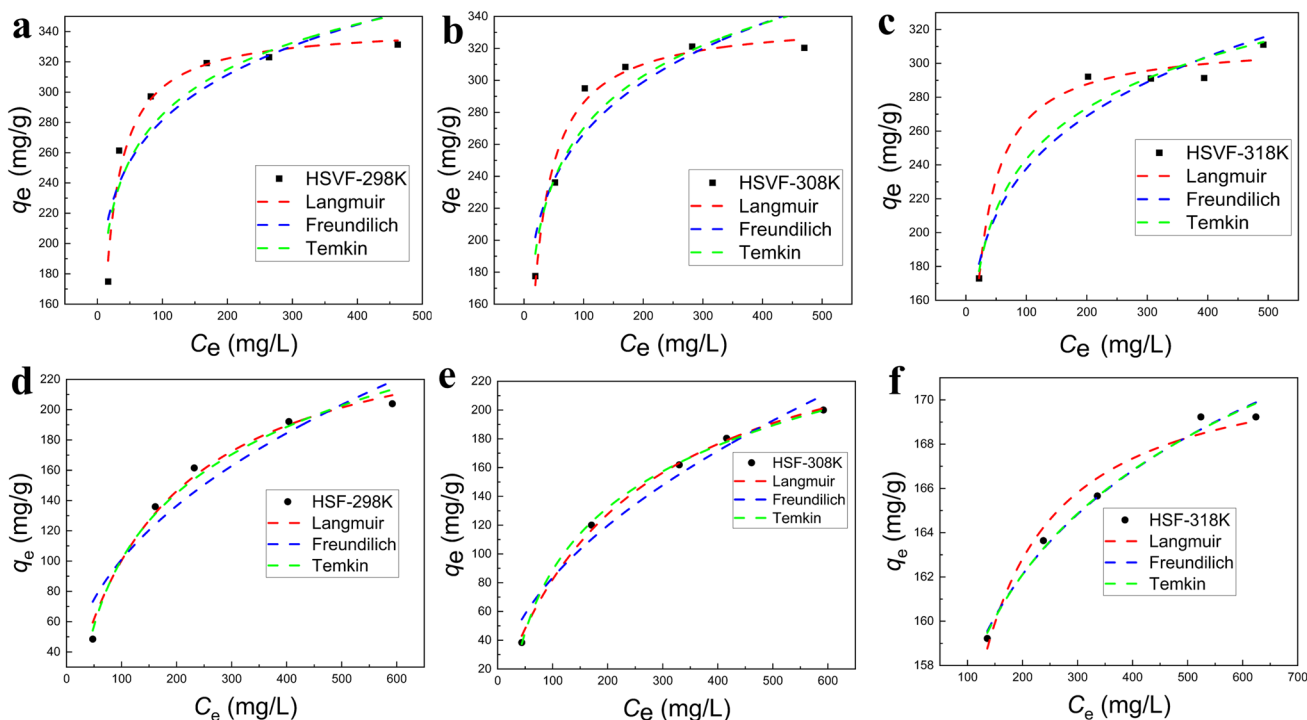 a
340
320
300
280
260
240
220
200
180
160
qe (mg/g)
HSVF-298K
Langmuir
Freundilich
Temkin
0 100 200 300 400 500
Ce (mg/L)
b
340
320
300
280
260
240
220
200
180
160
qe (mg/g)
HSVF-308K
Langmuir
Freundilich
Temkin
0 100 200 300 400 500
Ce (mg/L)
c
340
320
300
280
260
240
220
200
180
160
qe (mg/g)
HSVF-318K
Langmuir
Freundilich
Temkin
0 100 200 300 400 500
Ce (mg/L)
d
220
200
180
160
140
120
100
80
60
40
20
0
qe (mg/g)
HSF-298K
Langmuir
Freundilich
Temkin
0 100 200 300 400 500 600
Ce (mg/L)
e
220
200
180
160
140
120
100
80
60
40
20
qe (mg/g)
HSF-308K
Langmuir
Freundilich
Temkin
0 100 200 300 400 500 600
Ce (mg/L)
f
170
168
166
164
162
160
158
qe (mg/g)
HSF-318K
Langmuir
Freundilich
Temkin
100 200 300 400 500 600 700
Ce (mg/L)